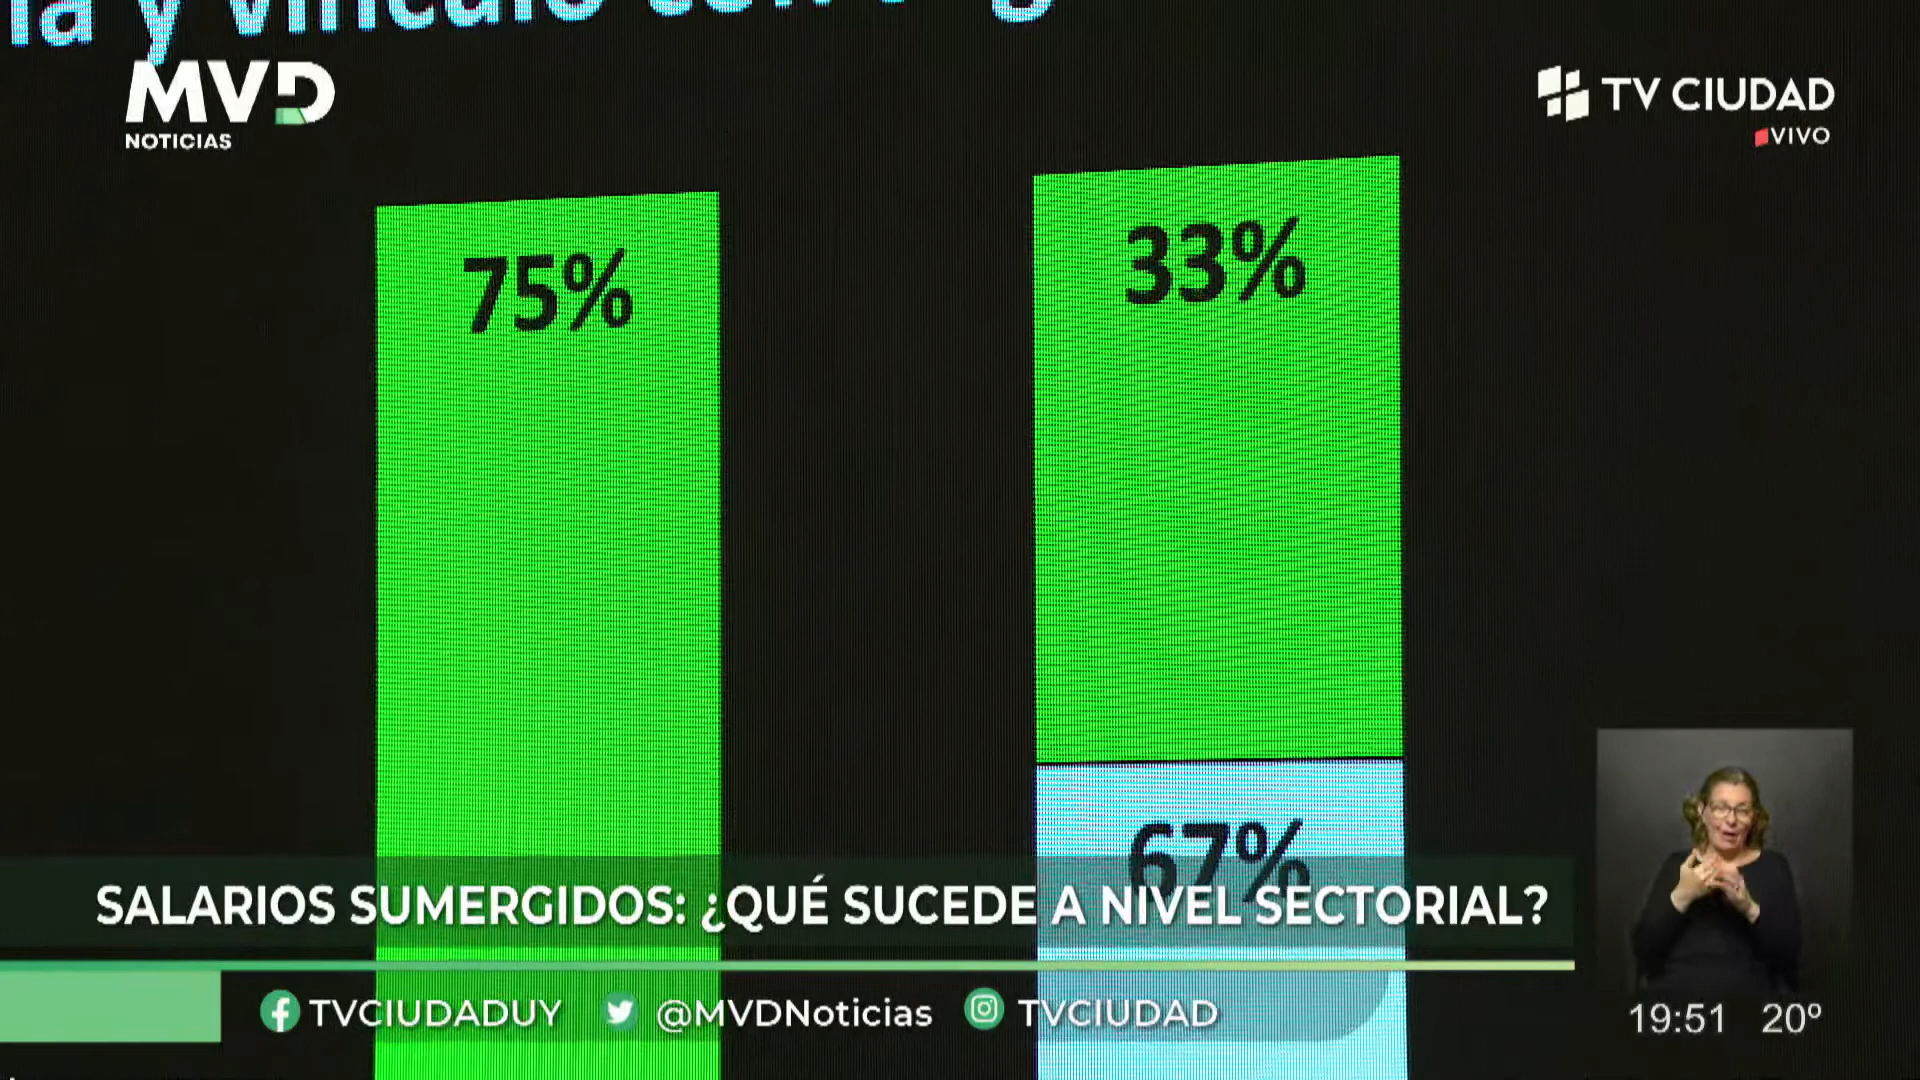 y vínculo
MVD
NOTICIAS
TV CIUDAD
VIVO
75%
33%
67%
SALARIOS SUMERGIDOS: ¿QUÉ SUCEDE A NIVEL SECTORIAL?
TVCIUDADUY @MVDNoticias TVCIUDAD
19:51 20º